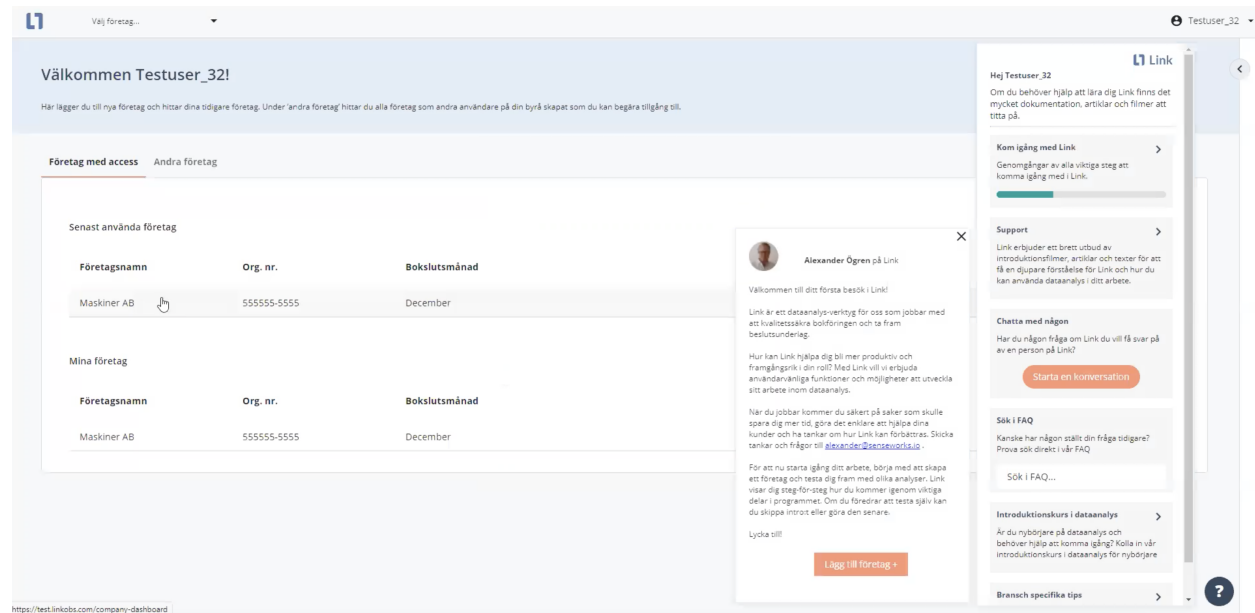 Välj företag...
Testuser_32
Välkommen Testuser_32!
Här lägger du till nya företag och hittar dina tidigare företag. Under 'andra företag' hittar du alla företag som andra användare på din byrå skapat som du kan begära tillgång till.
Företag med access
Andra företag
Senast använda företag
Företagsnamn Org. nr. Bokslutsmånad
Maskiner AB 555555-5555 December
Mina företag
Företagsnamn Org. nr. Bokslutsmånad
Maskiner AB 555555-5555 December
Alexander Ögren på Link
Välkommen till ditt första besök i Link!
Link är ett dataanalys-verktyg för oss som jobbar med
att kvalitetssäkra bokföringen och ta fram
beslutsunderlag.
Hur kan Link hjälpa dig bli mer produktiv och
framgångsrik i din roll? Med Link vill vi erbjuda
användarvänliga funktioner och möjligheter att utveckla
sitt arbete inom dataanalys.
När du jobbar kommer du säkert på saker som skulle
spara dig mer tid, göra det enklare att hjälpa dina
kunder och ha tankar om hur Link kan förbättras. Skicka
tankar och frågor till alexander@senseworks.io .
För att nu starta igång ditt arbete, börja med att skapa
ett företag och testa dig fram med olika analyser. Link
visar dig steg-för-steg hur du kommer igenom viktiga
delar i programmet. Om du föredrar att testa själv kan
du skippa intro:t eller göra den senare.
Lycka till!
Lägg till företag +
Link
Hej Testuser_32
Om du behöver hjälp att lära dig Link finns det
mycket dokumentation, artiklar och filmer att
titta på.
Kom igång med Link
Genomgångar av alla viktiga steg att
komma igång med i Link.
Support
Link erbjuder ett brett utbud av
introduktionsfilmer, artiklar och texter för att
få en djupare förståelse för Link och hur du
kan använda dataanalys i ditt arbete.
Chatta med någon
Har du någon fråga om Link du vill få svar på
av en person på Link?
Starta en konversation
Sök i FAQ
Kanske har någon ställt din fråga tidigare?
Prova sök direkt i vår FAQ
Sök i FAQ...
Introduktionskurs i dataanalys
Är du nybörjare på dataanalys och
behöver hjälp att komma igång? Kolla in vår
introduktionskurs i dataanalys för nybörjare
Bransch specifika tips
?
https://test.linkobs.com/company-dashboard